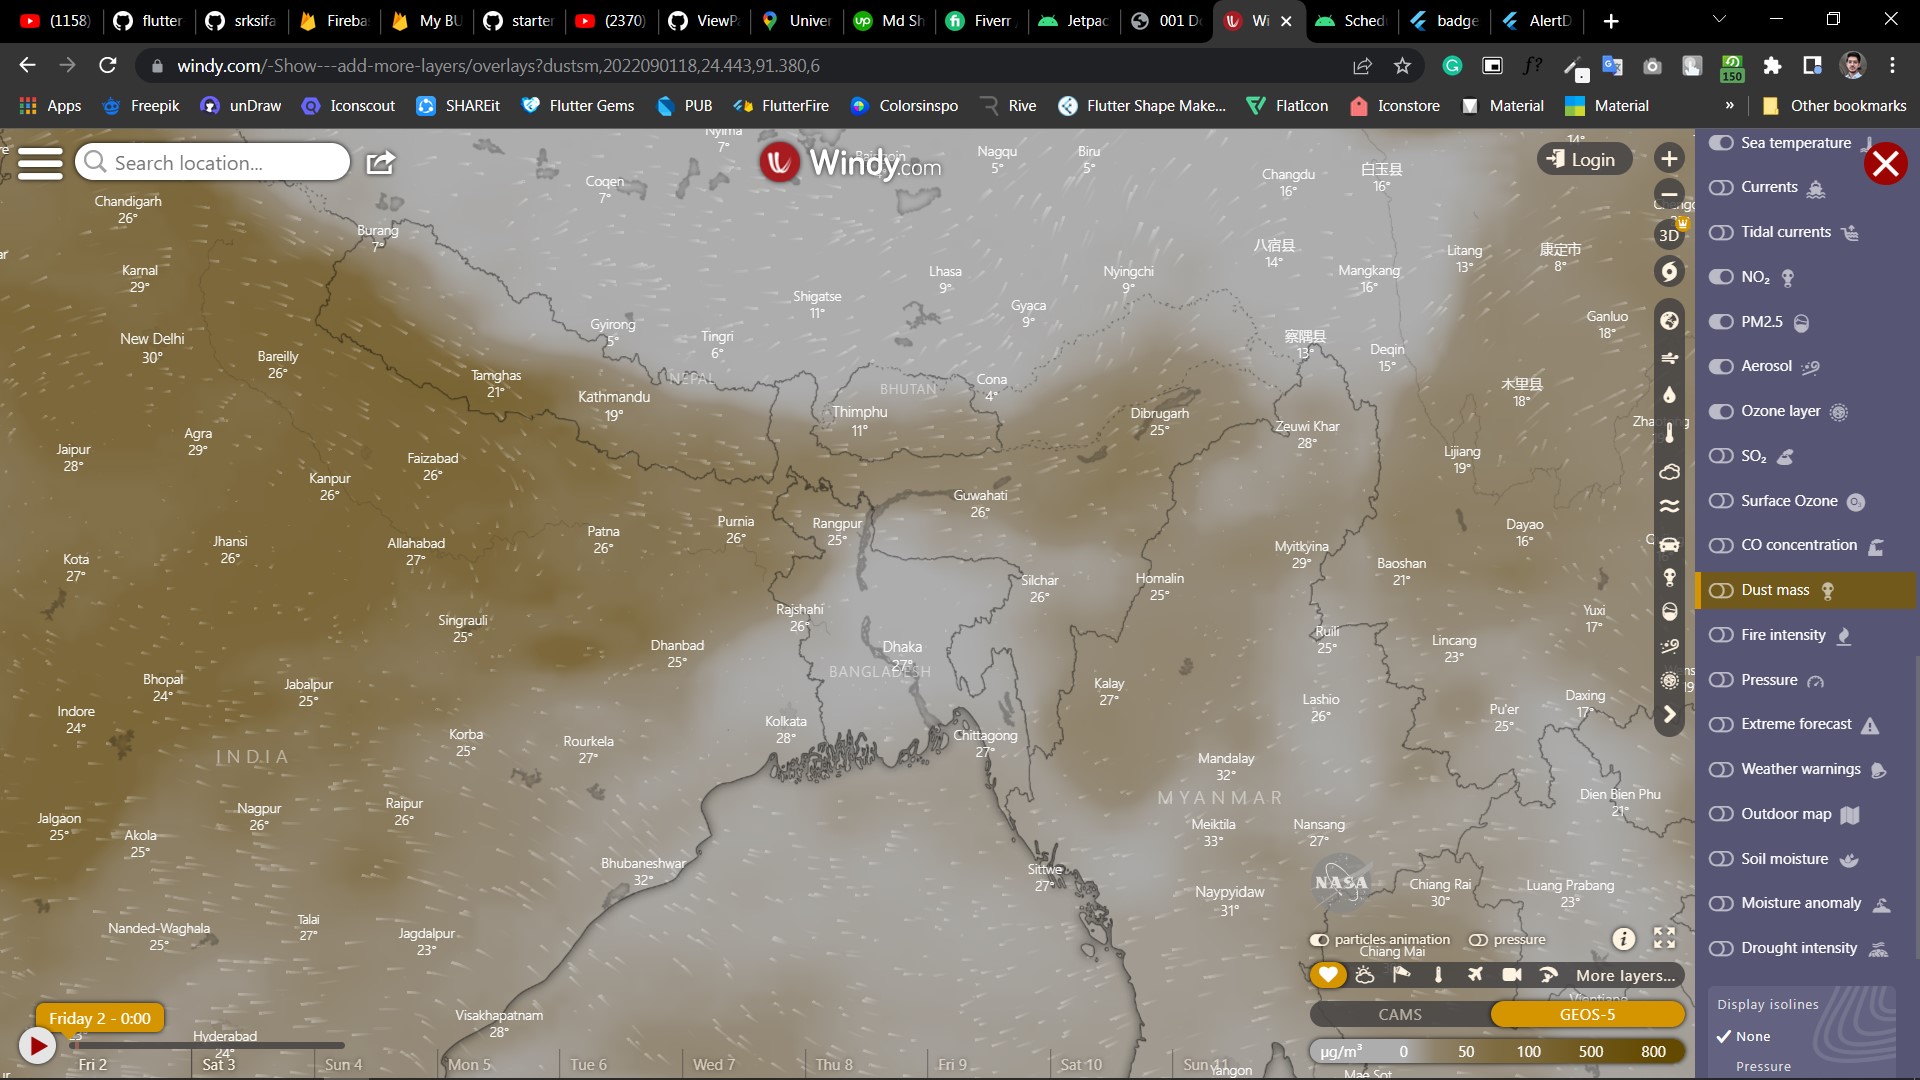 (1158)
flutter-
srksifa
Fireba
My BU
starter
(2370)
ViewPa
Univer
Md Sh
Fiverr
Jetpac
001 Do
Wi
Sched
badge
AlertD
windy.com/-Show---add-more-layers/overlays?dustsm,2022090118,24.443,91.380,6
f?
150
Apps
Freepik
unDraw
Iconscout
SHAREit
Flutter Gems
PUB
FlutterFire
Colorsinspo
Rive
Flutter Shape Make...
FlatIcon
Iconstore
Material
Material
»
Other bookmarks
Search location...
Windy.com
Login
3D
Nyima
7°
Nagqu
5°
Biru
5°
14°
Coqen
7°
Changdu
16°
白玉县
16°
Chandigarh
26°
Burang
7°
八宿县
14°
Litang
13°
康定市
8°
Karnal
29°
Lhasa
9°
Nyingchi
9°
Mangkang
16°
Shigatse
11°
Gyaca
9°
Ganluo
18°
Gyirong
5°
Tingri
6°
New Delhi
30°
察隅县
13°
Deqin
15°
Bareilly
26°
Tamghas
21°
NEPAL
BHUTAN
Cona
4°
木里县
18°
Kathmandu
19°
Thimphu
11°
Dibrugarh
25°
Zeuwi Khar
28°
Agra
29°
Jaipur
28°
Faizabad
26°
Lijiang
19°
Kanpur
26°
Guwahati
26°
Purnia
26°
Rangpur
25°
Patna
26°
Dayao
16°
Jhansi
26°
Allahabad
27°
Myitkyina
29°
Kota
27°
Baoshan
21°
Silchar
26°
Homalin
25°
Rajshahi
26°
Yuxi
17°
Singrauli
25°
Ruili
25°
Lincang
23°
Dhanbad
25°
Dhaka
27°
BANGLADESH
Bhopal
24°
Jabalpur
25°
Kalay
27°
Lashio
26°
Daxing
17°
Indore
24°
Pu'er
25°
Kolkata
28°
Korba
25°
Rourkela
27°
Chittagong
27°
INDIA
Mandalay
32°
MYANMAR
Dien Bien Phu
21°
Nagpur
26°
Raipur
26°
Jalgaon
25°
Akola
25°
Meiktila
33°
Nansang
27°
Bhubaneshwar
32°
Sittwe
27°
NASA
Naypyidaw
31°
Chiang Rai
30°
Luang Prabang
23°
Nanded-Waghala
25°
Talai
27°
Jagdalpur
23°
Chiang Mai
Visakhapatnam
28°
Hyderabad
24°
Yangon
Mae Sot
Sea temperature
Currents
Tidal currents
NO₂
PM2.5
Aerosol
Ozone layer
SO₂
Surface Ozone
CO concentration
Dust mass
Fire intensity
Pressure
Extreme forecast
Weather warnings
Outdoor map
Soil moisture
Moisture anomaly
Drought intensity
Display isolines
None
Pressure
particles animation
pressure
More layers...
CAMS
GEOS-5
µg/m³ 0 50 100 500 800
Friday 2 - 0:00
Fri 2
Sat 3
Sun 4
Mon 5
Tue 6
Wed 7
Thu 8
Fri 9
Sat 10
Sun 11